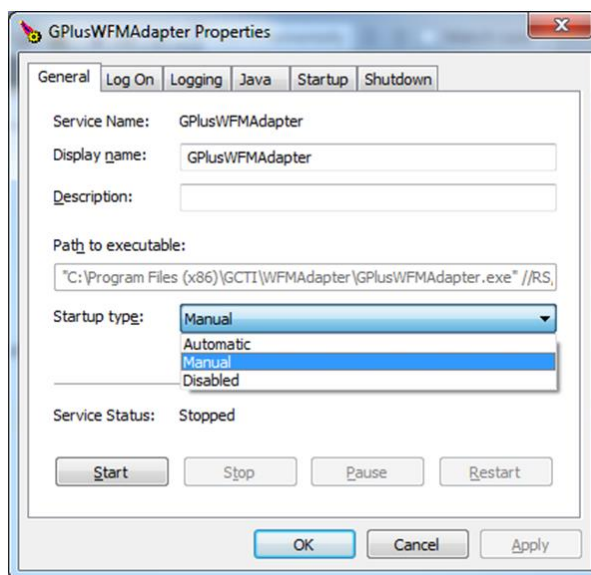 GPlusWFMAdapter Properties
General Log On Logging Java Startup Shutdown
Service Name: GPlusWFMAdapter
Display name: GPlusWFMAdapter
Description:
Path to executable:
"C:\Program Files (x86)\GCTI\WFMAdapter\GPlusWFMAdapter.exe" //RS,
Startup type: Manual
Automatic
Manual
Disabled
Service Status: Stopped
Start Stop Pause Restart
OK Cancel Apply